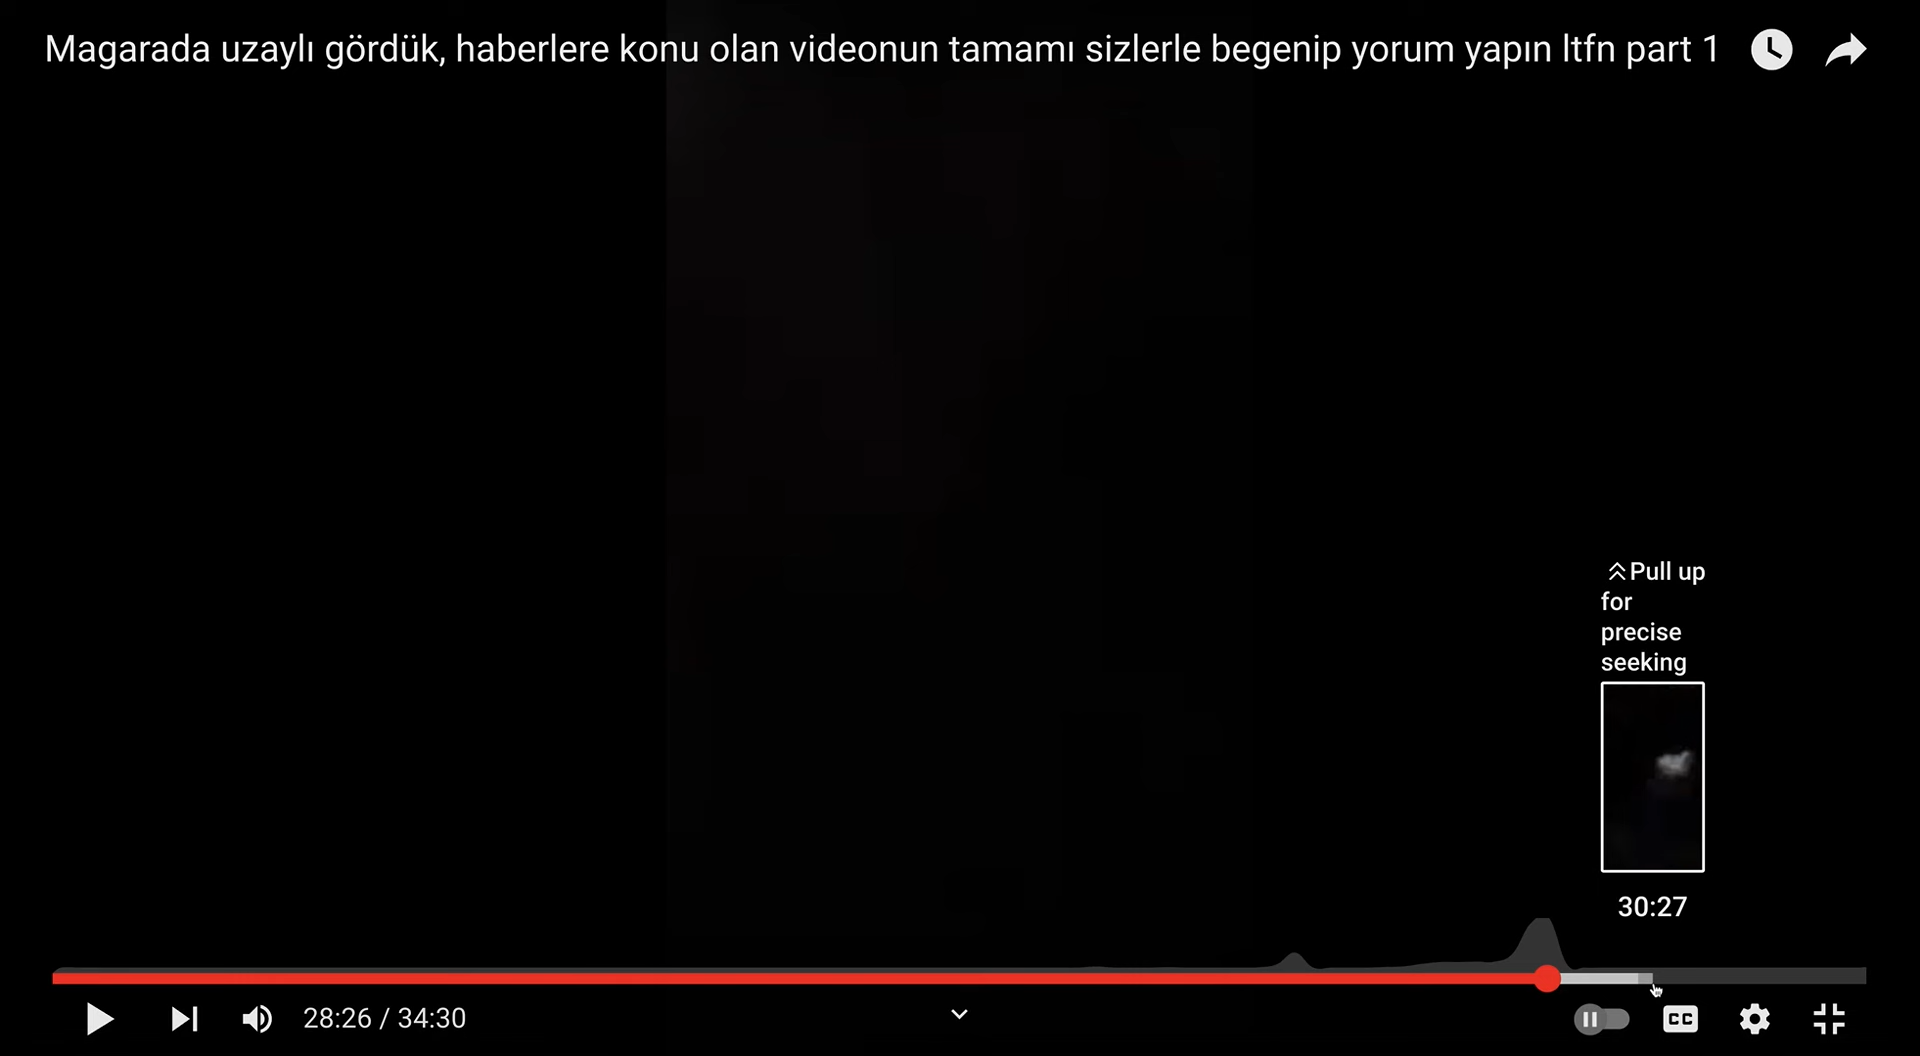 Magarada uzaylı gördük, haberlere konu olan videonun tamamı sizlerle begenip yorum yapın ltfn part 1
Pull up
for
precise
seeking
30:27
28:26 / 34:30
CC